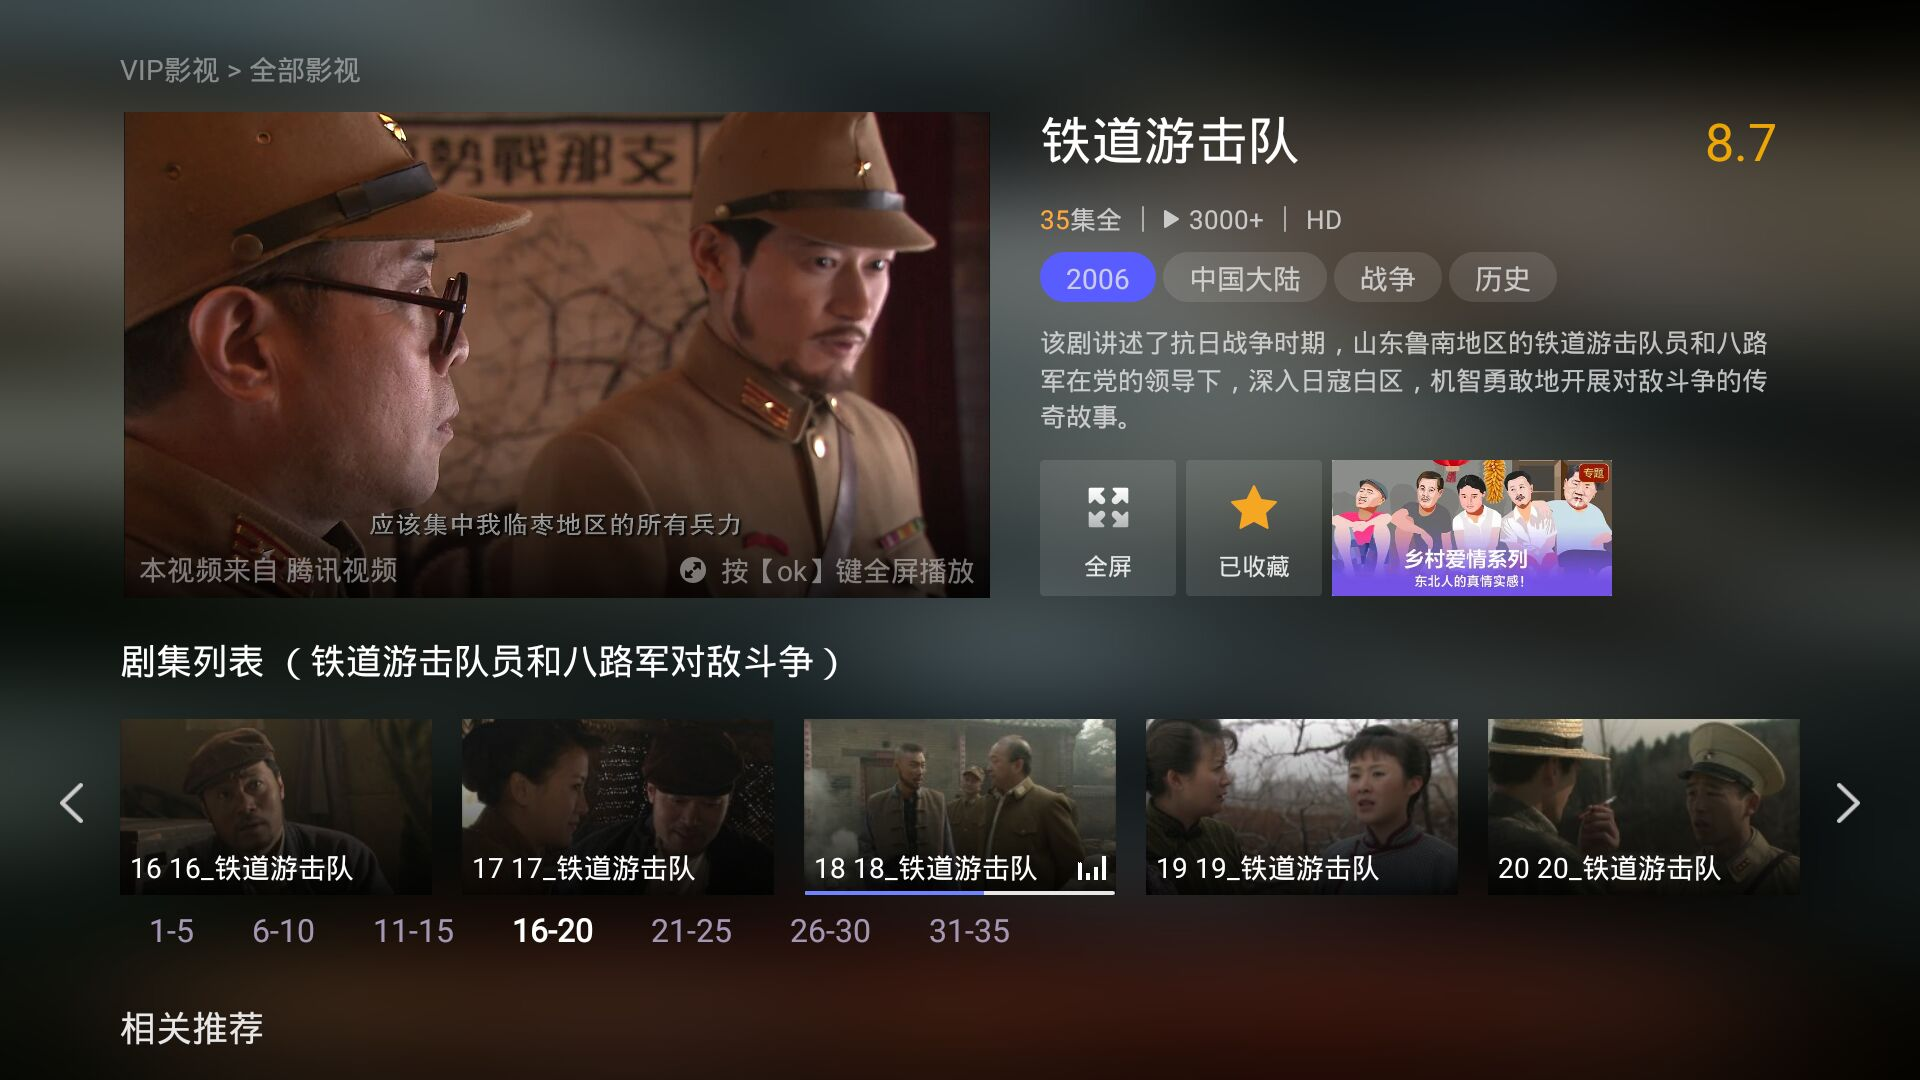 VIP影视 > 全部影视
支那戰勢
应该集中我临枣地区的所有兵力
本视频来自 腾讯视频
按【ok】键全屏播放
铁道游击队
8.7
35集全 | 3000+ | HD
2006 中国大陆 战争 历史
该剧讲述了抗日战争时期，山东鲁南地区的铁道游击队员和八路
军在党的领导下，深入日寇白区，机智勇敢地开展对敌斗争的传
奇故事。
全屏
已收藏
专题
乡村爱情系列
东北人的真情实感！
剧集列表 （铁道游击队员和八路军对敌斗争）
16 16_铁道游击队
17 17_铁道游击队
18 18_铁道游击队
19 19_铁道游击队
20 20_铁道游击队
1-5 6-10 11-15 16-20 21-25 26-30 31-35
相关推荐